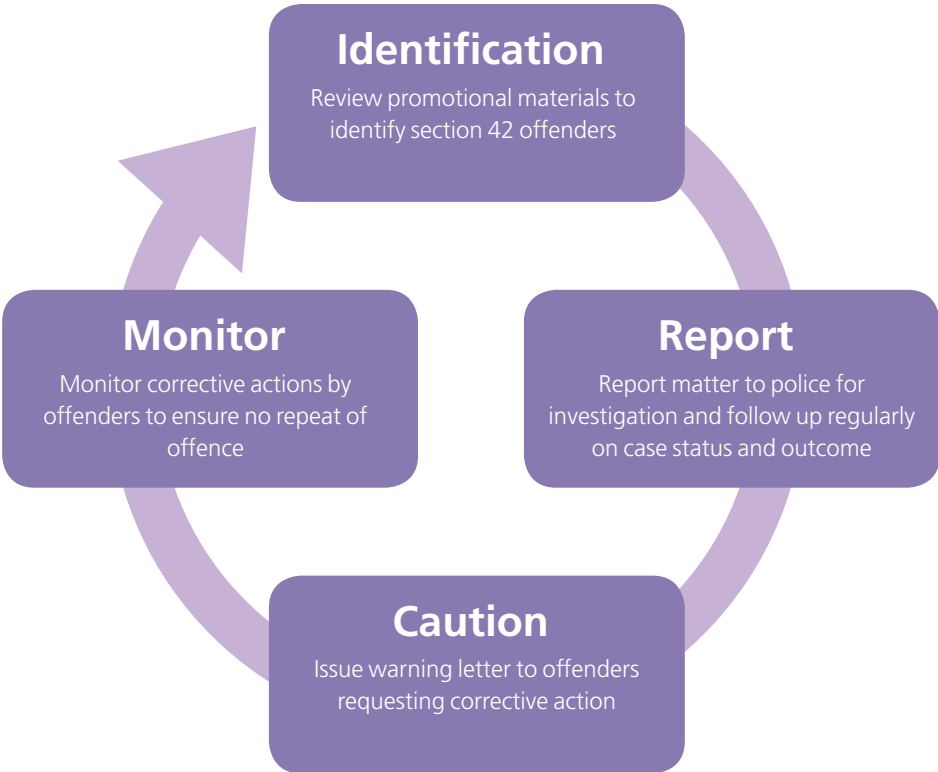 Identification
Review promotional materials to
identify section 42 offenders
Report
Report matter to police for
investigation and follow up regularly
on case status and outcome
Caution
Issue warning letter to offenders
requesting corrective action
Monitor
Monitor corrective actions by
offenders to ensure no repeat of
offence